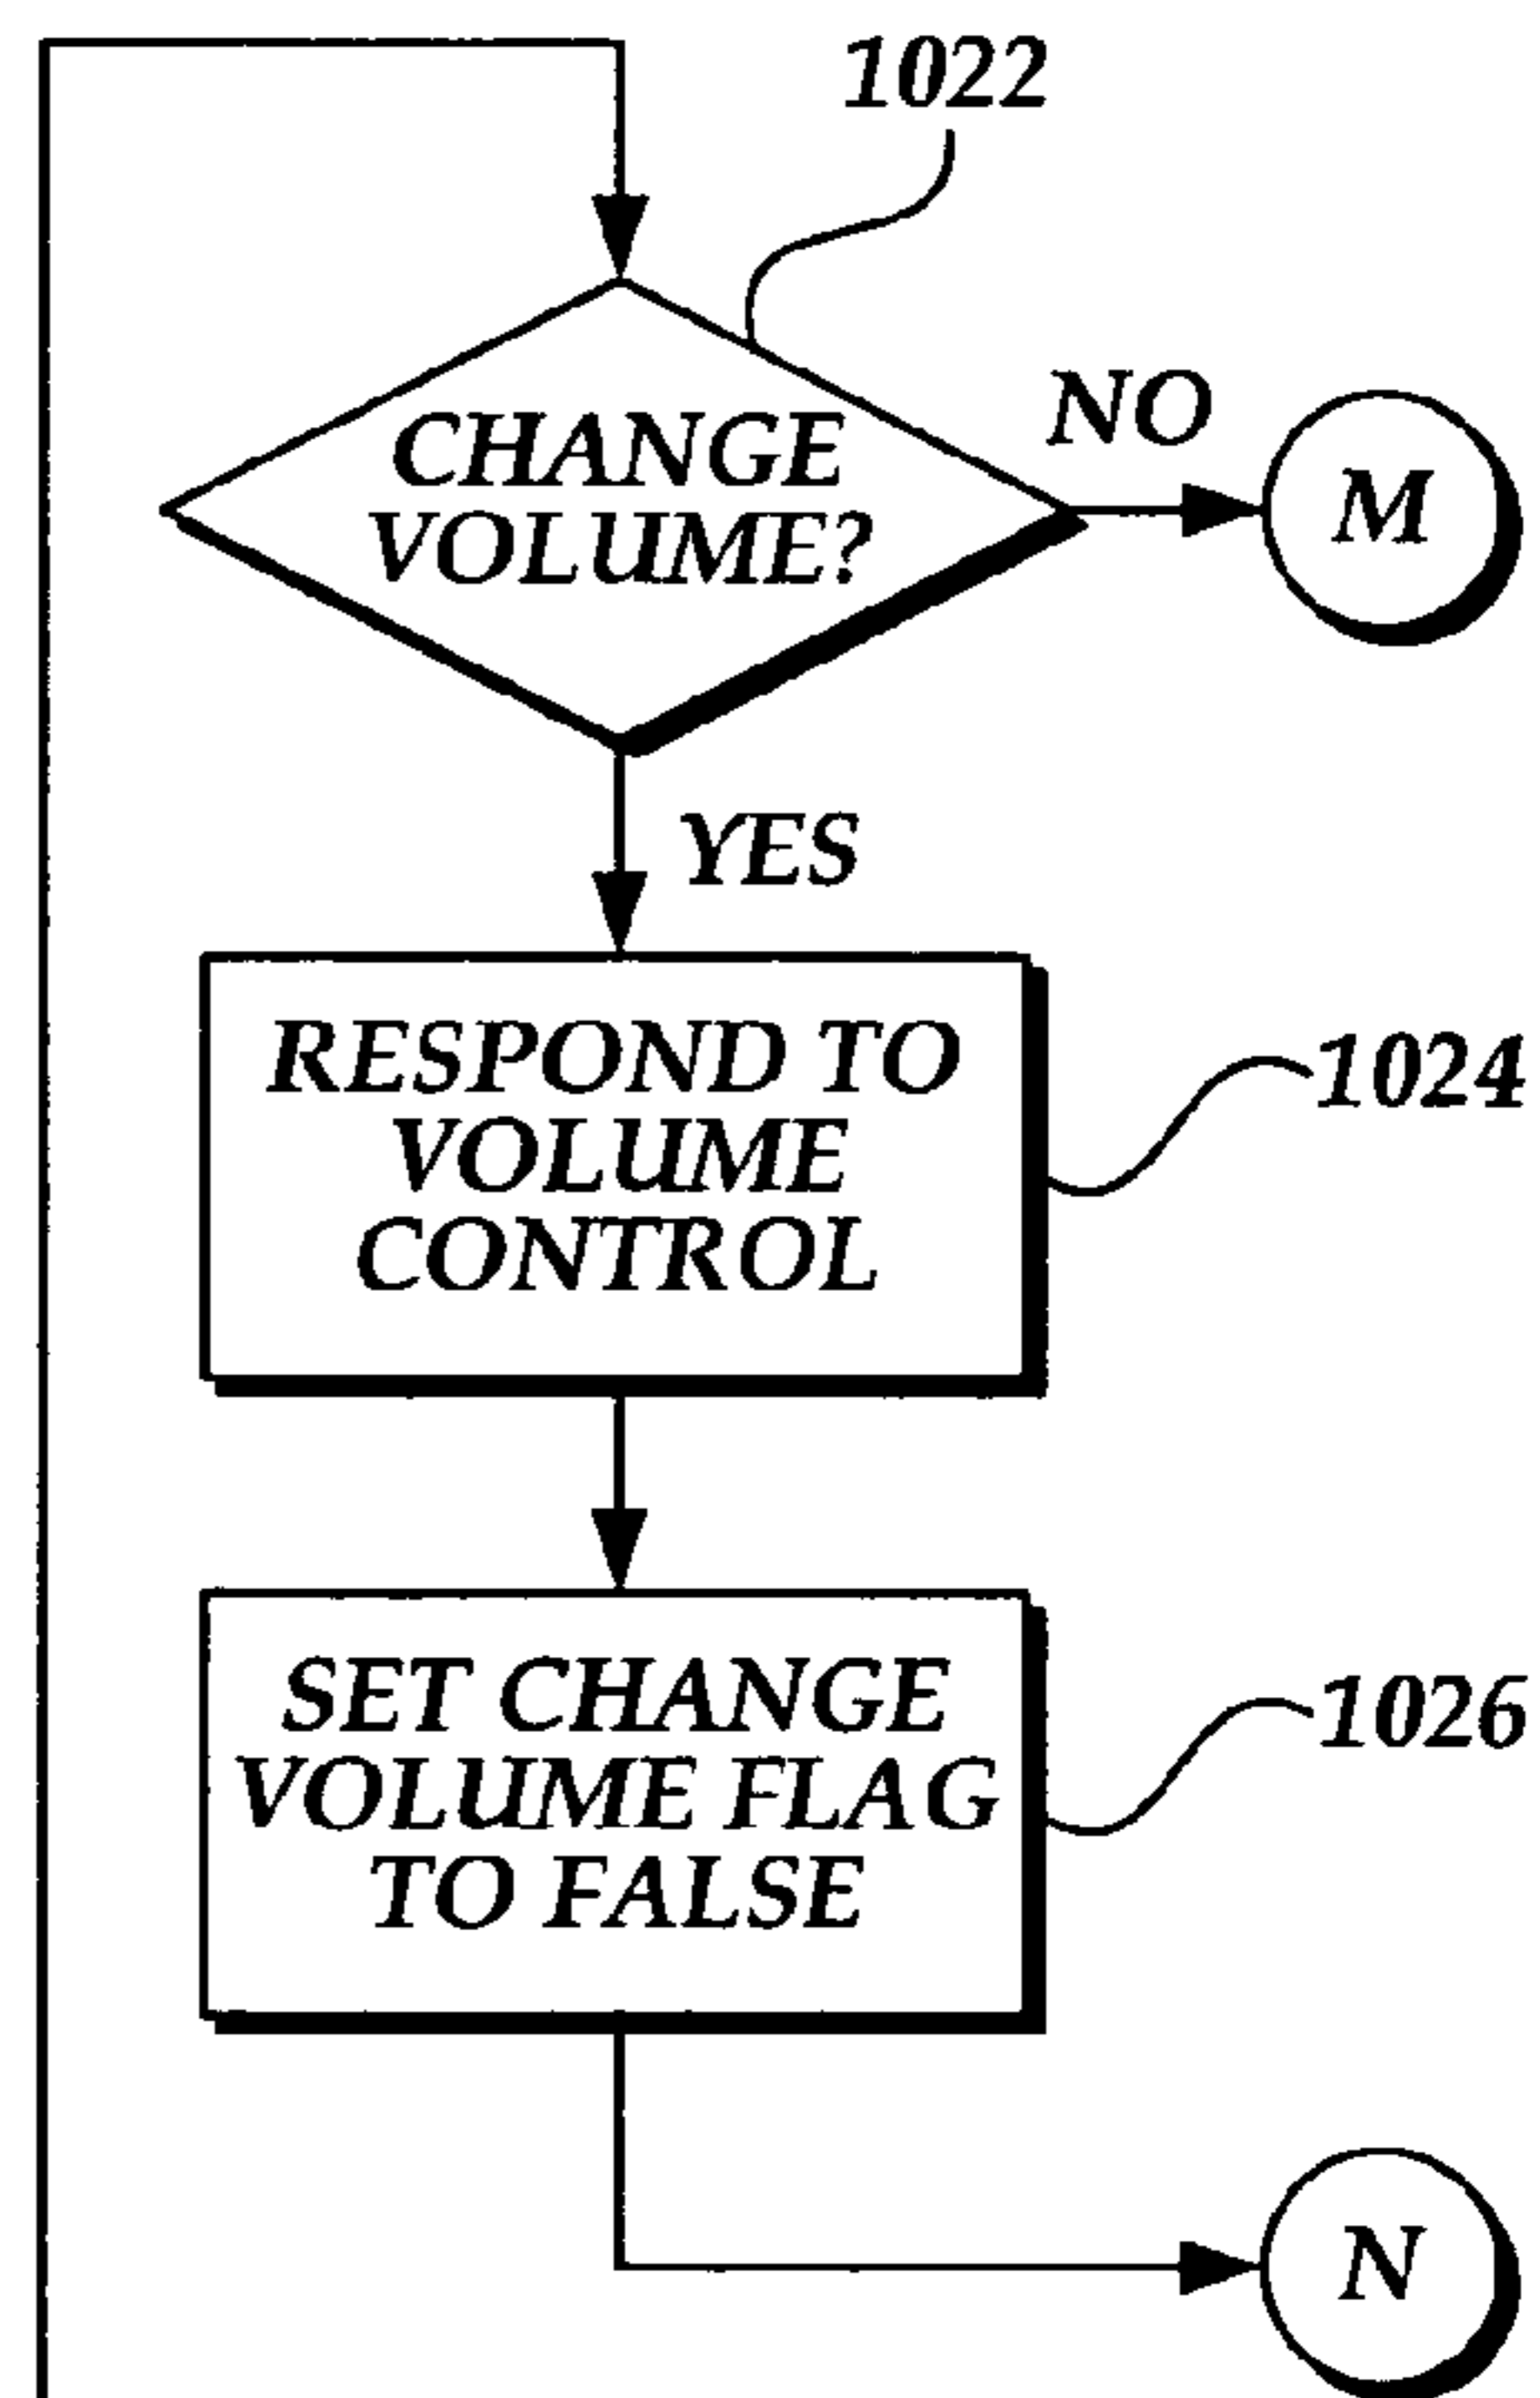 1022
CHANGE
VOLUME?
NO
M
YES
RESPOND TO
VOLUME
CONTROL
1024
SET CHANGE
VOLUME FLAG
TO FALSE
1026
N